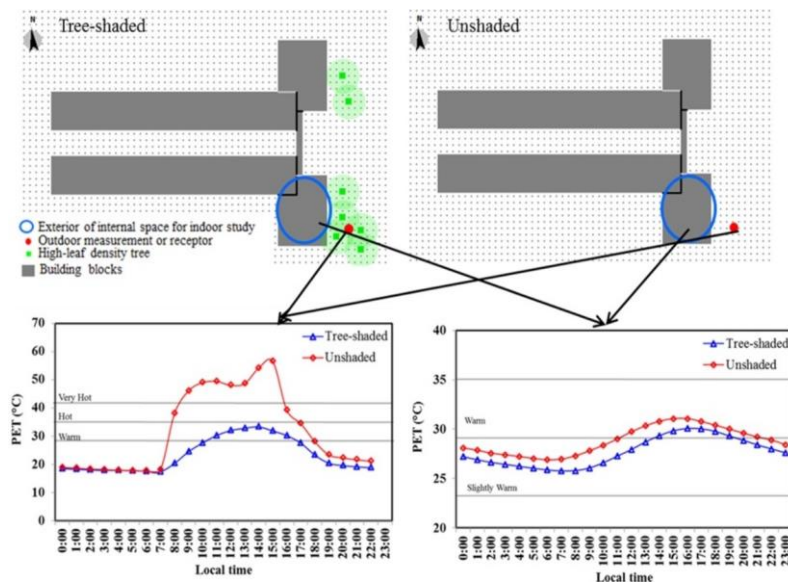 N
Tree-shaded
N
Unshaded
Exterior of internal space for indoor study
Outdoor measurement or receptor
High-leaf density tree
Building blocks
70
60
50
40
30
20
10
0
PET (°C)
Tree-shaded
Unshaded
Very Hot
Hot
Warm
0:00
1:00
2:00
3:00
4:00
5:00
6:00
7:00
8:00
9:00
10:00
11:00
12:00
13:00
14:00
15:00
16:00
17:00
18:00
19:00
20:00
21:00
22:00
23:00
Local time
40
35
30
25
20
PET (°C)
Tree-shaded
Unshaded
Warm
Slightly Warm
0:00
1:00
2:00
3:00
4:00
5:00
6:00
7:00
8:00
9:00
10:00
11:00
12:00
13:00
14:00
15:00
16:00
17:00
18:00
19:00
20:00
21:00
22:00
23:00
Local time